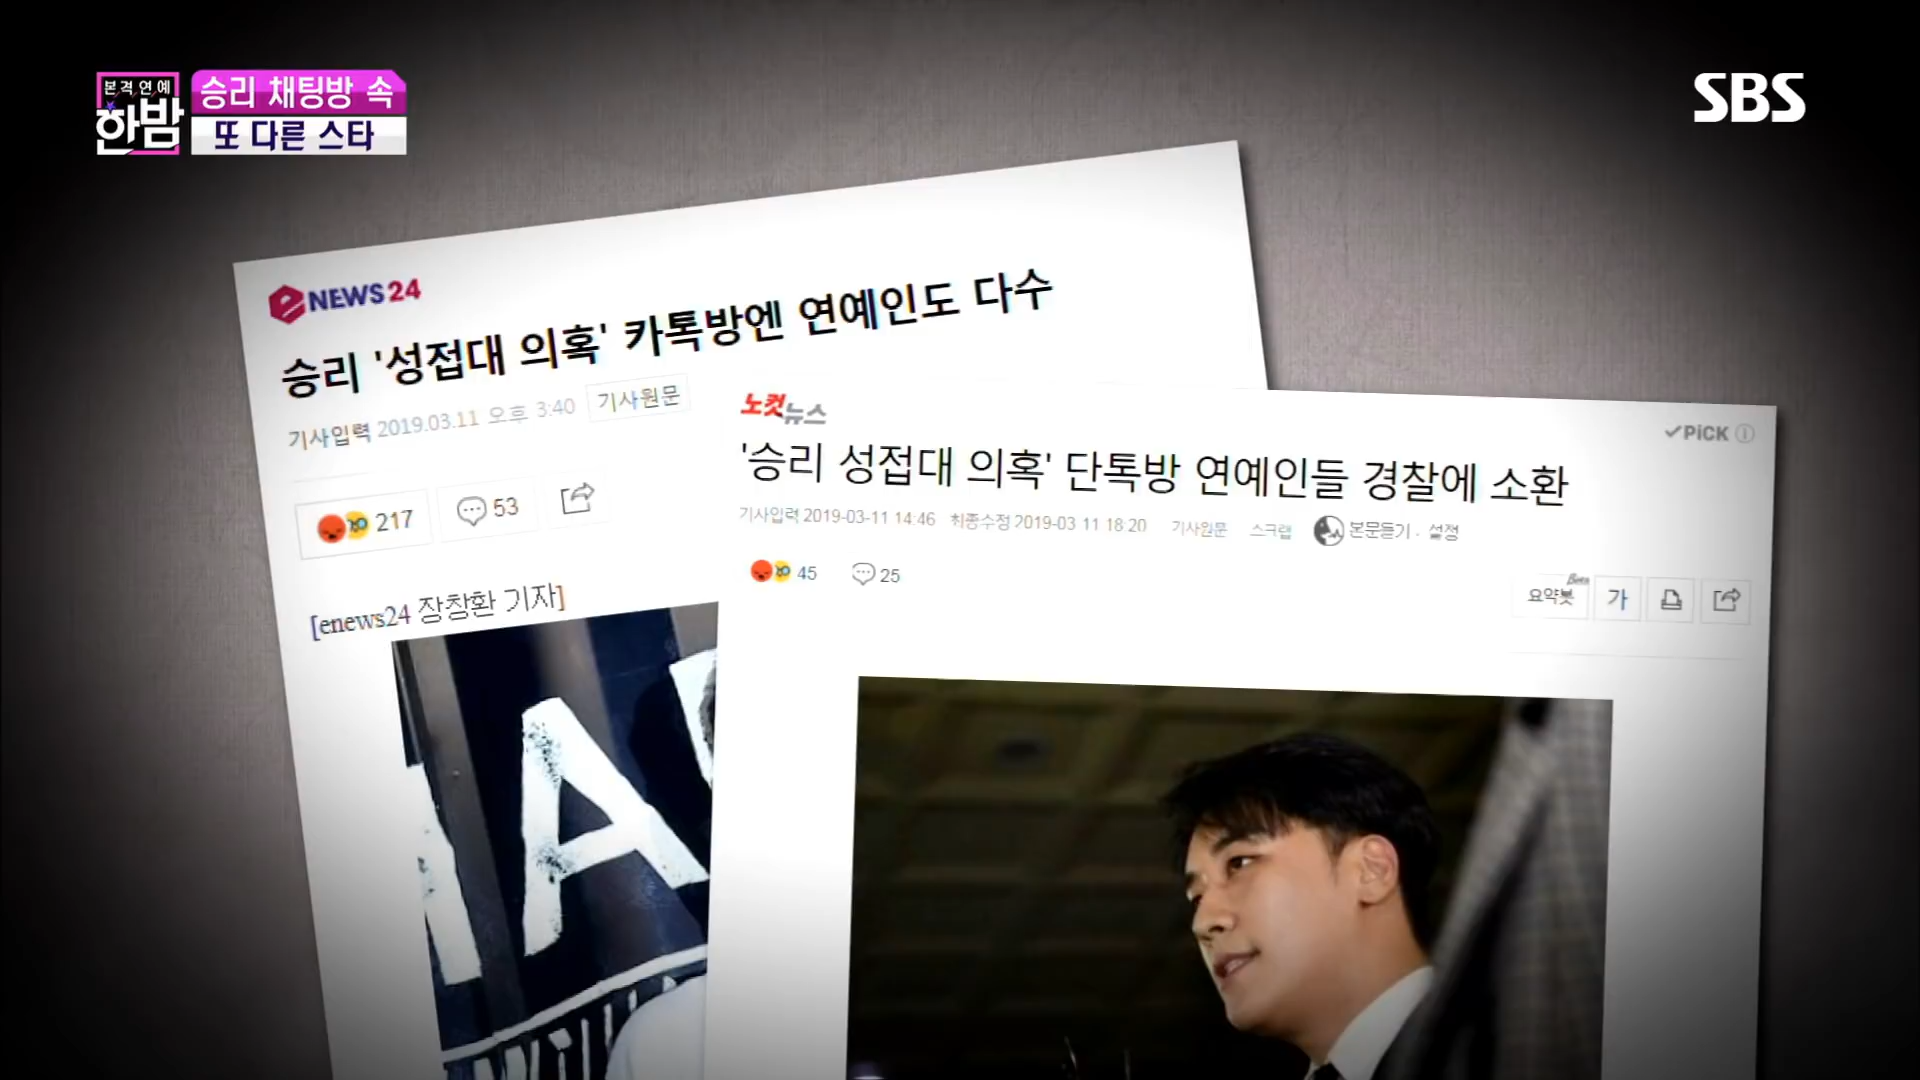 본격연예
한밤
승리 채팅방 속
또 다른 스타
SBS
eNEWS24
승리 '성접대 의혹' 카톡방엔 연예인도 다수
기사입력 2019.03.11 오후 3:40 기사원문
217 53
[enews24 장창환 기자]
노컷뉴스
PiCK
'승리 성접대 의혹' 단톡방 연예인들 경찰에 소환
기사입력 2019-03-11 14:46 최종수정 2019-03 11 18:20 기사원문 스크랩 본문듣기 · 설정
45 25
요약봇 Beta 가